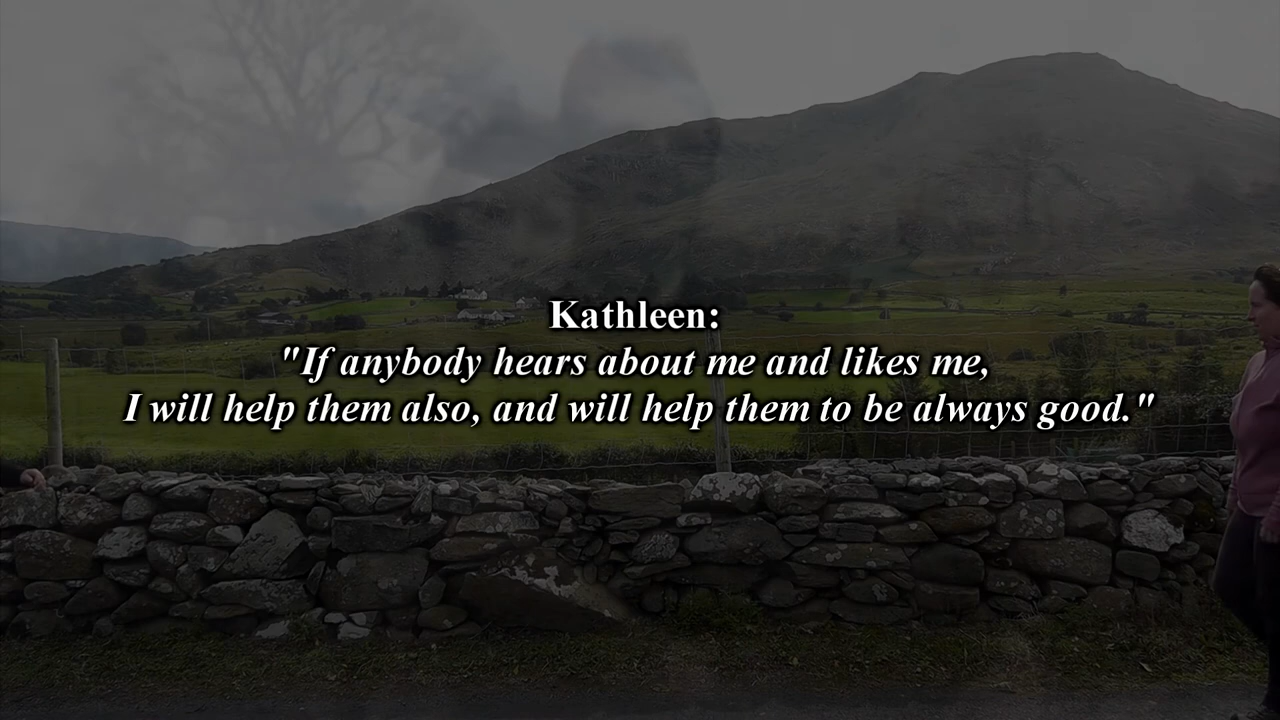 Kathleen:
"If anybody hears about me and likes me,
I will help them also, and will help them to be always good."